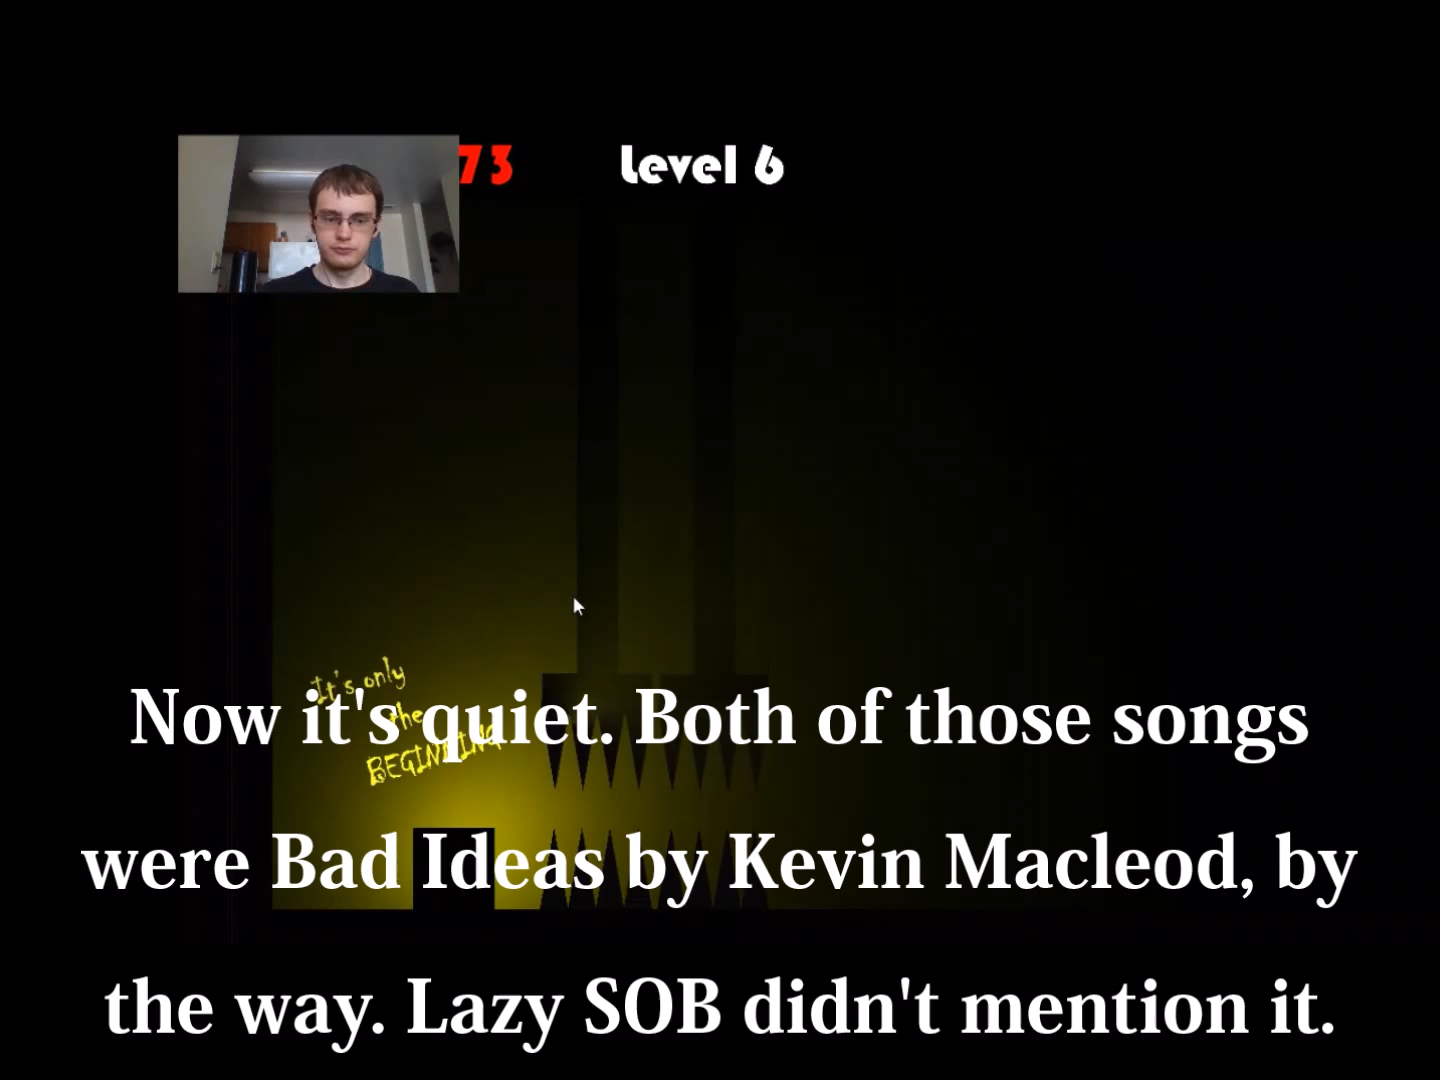 73 Level 6
It's only
the
BEGINNING
Now it's quiet. Both of those songs
were Bad Ideas by Kevin Macleod, by
the way. Lazy SOB didn't mention it.